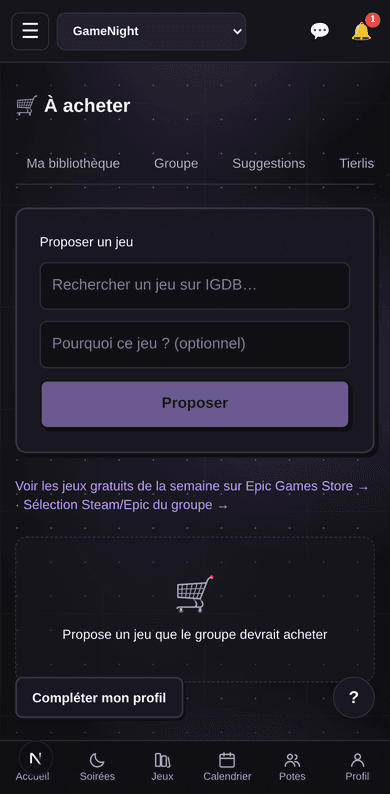 GameNight
1
À acheter
Ma bibliothèque Groupe Suggestions Tierlis
Proposer un jeu
Rechercher un jeu sur IGDB…
Pourquoi ce jeu ? (optionnel)
Proposer
Voir les jeux gratuits de la semaine sur Epic Games Store →
· Sélection Steam/Epic du groupe →
Propose un jeu que le groupe devrait acheter
Compléter mon profil ?
N
Accueil Soirées Jeux Calendrier Potes Profil